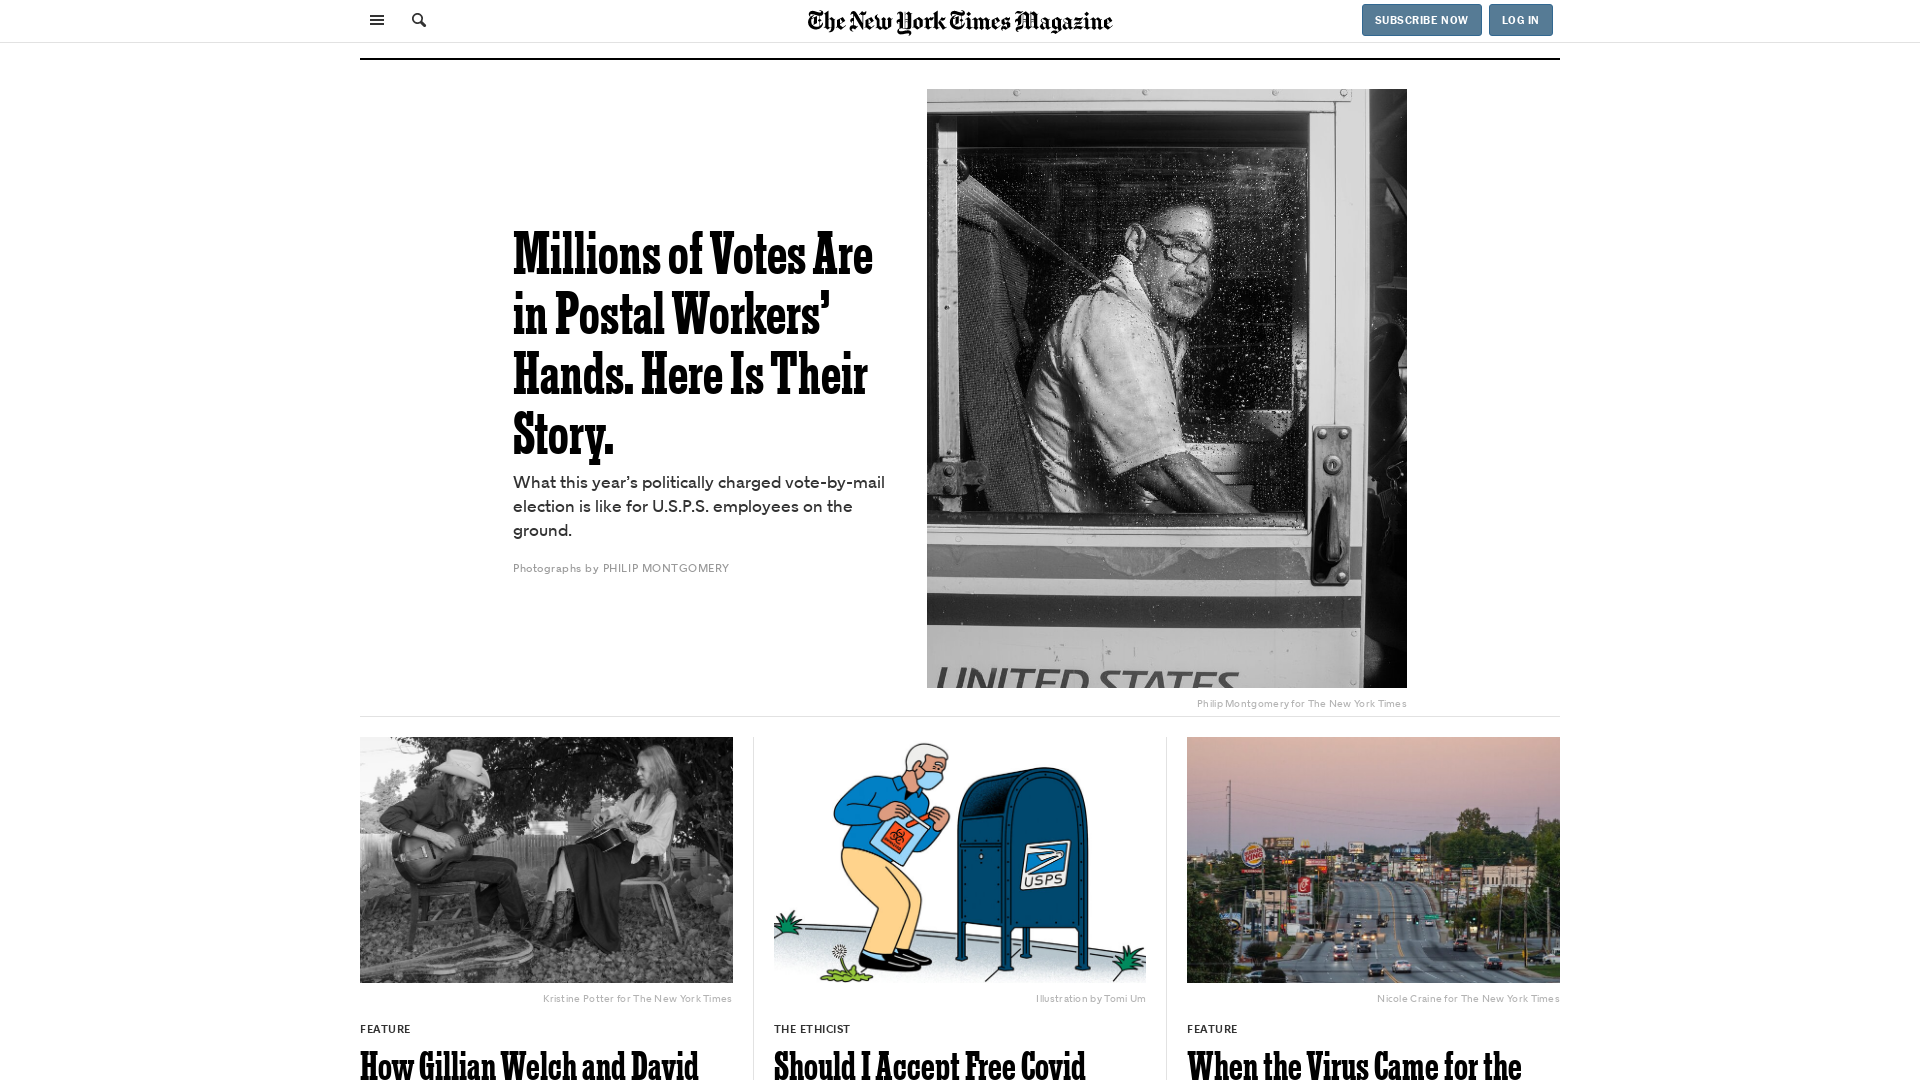 The New York Times Magazine
SUBSCRIBE NOW
LOG IN
Millions of Votes Are
in Postal Workers’
Hands. Here Is Their
Story.
What this year’s politically charged vote-by-mail
election is like for U.S.P.S. employees on the
ground.
Photographs by PHILIP MONTGOMERY
UNITED STATES
Philip Montgomery for The New York Times
USPS
BURGER KING
Kristine Potter for The New York Times
Illustration by Tomi Um
Nicole Craine for The New York Times
FEATURE
THE ETHICIST
FEATURE
How Gillian Welch and David
Should I Accept Free Covid
When the Virus Came for the